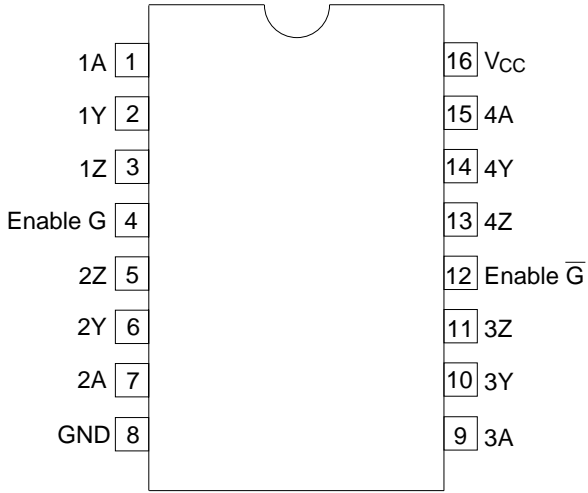 1A 1 16 V_CC
1Y 2 15 4A
1Z 3 14 4Y
Enable G 4 13 4Z
2Z 5 12 Enable G̅
2Y 6 11 3Z
2A 7 10 3Y
GND 8 9 3A